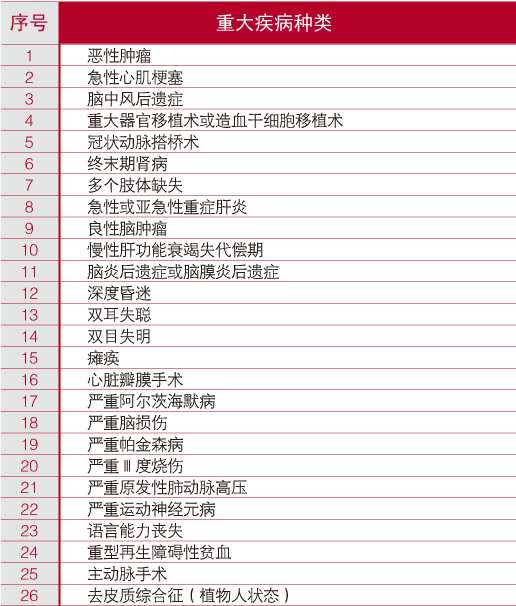 序号 重大疾病种类
1 恶性肿瘤
2 急性心肌梗塞
3 脑中风后遗症
4 重大器官移植术或造血干细胞移植术
5 冠状动脉搭桥术
6 终末期肾病
7 多个肢体缺失
8 急性或亚急性重症肝炎
9 良性脑肿瘤
10 慢性肝功能衰竭失代偿期
11 脑炎后遗症或脑膜炎后遗症
12 深度昏迷
13 双耳失聪
14 双目失明
15 瘫痪
16 心脏瓣膜手术
17 严重阿尔茨海默病
18 严重脑损伤
19 严重帕金森病
20 严重Ⅲ度烧伤
21 严重原发性肺动脉高压
22 严重运动神经元病
23 语言能力丧失
24 重型再生障碍性贫血
25 主动脉手术
26 去皮质综合征（植物人状态）